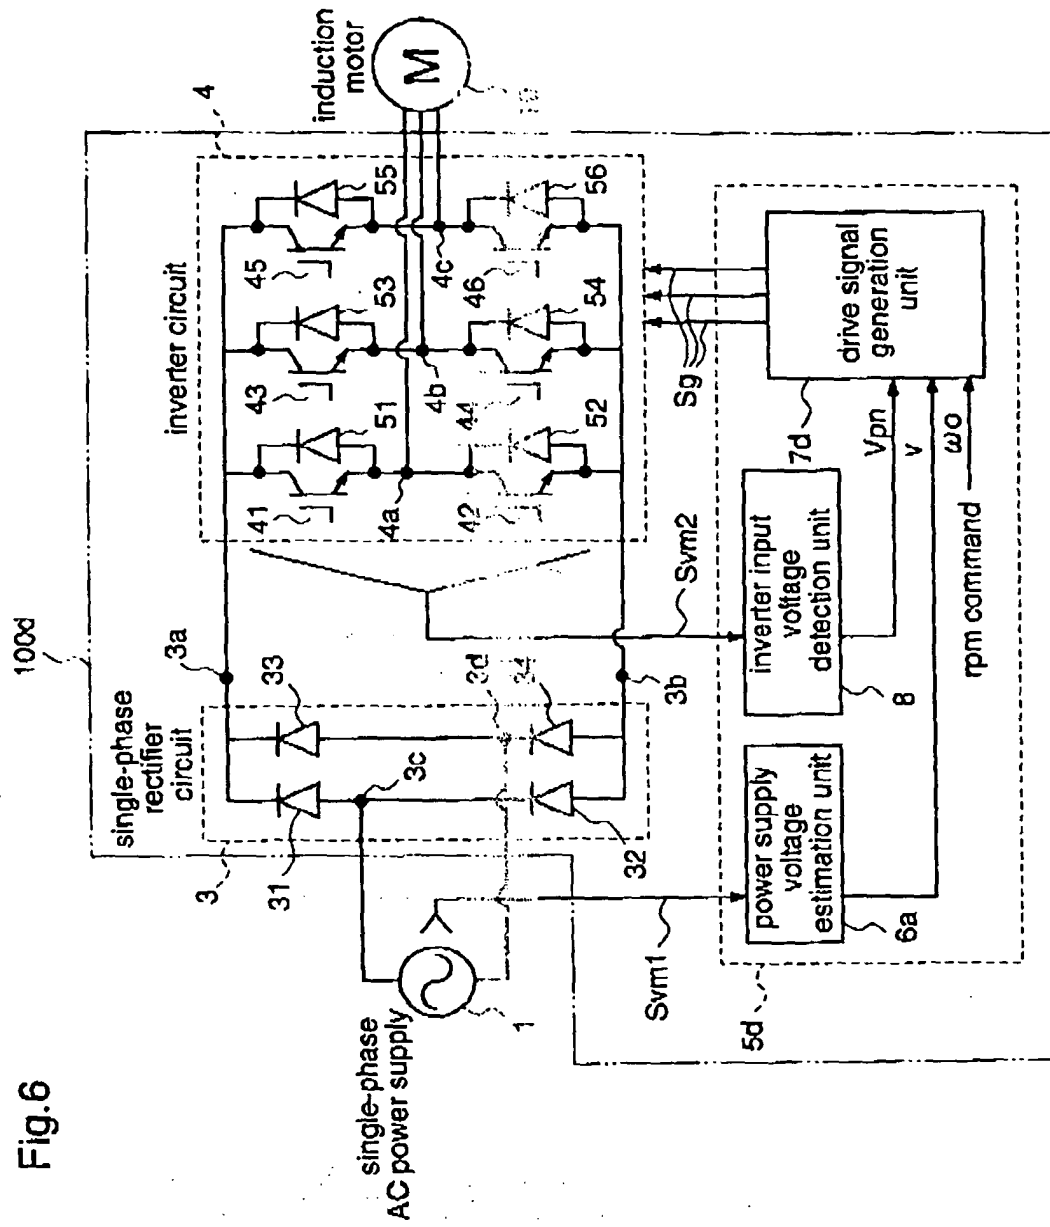 Fig.6
100d
single-phase
rectifier
circuit
inverter circuit
4
induction
motor
M
3
31
33
3a
3c
32
3b
41
51
43
53
45
55
4a
4b
4c
42
52
54
46
56
single-phase
AC power supply
1
Svm1
Svm2
Sg
5d
power supply
voltage
estimation unit
6a
inverter input
voltage
detection unit
8
Vpn
v
ωo
rpm command
drive signal
generation
unit
7d
3d
34
44